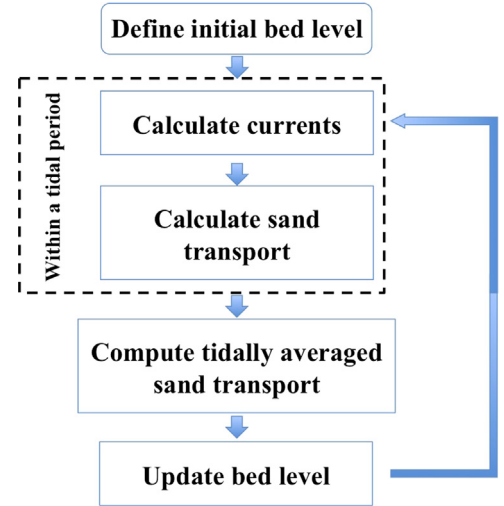 Define initial bed level
Within a tidal period
Calculate currents
Calculate sand
transport
Compute tidally averaged
sand transport
Update bed level